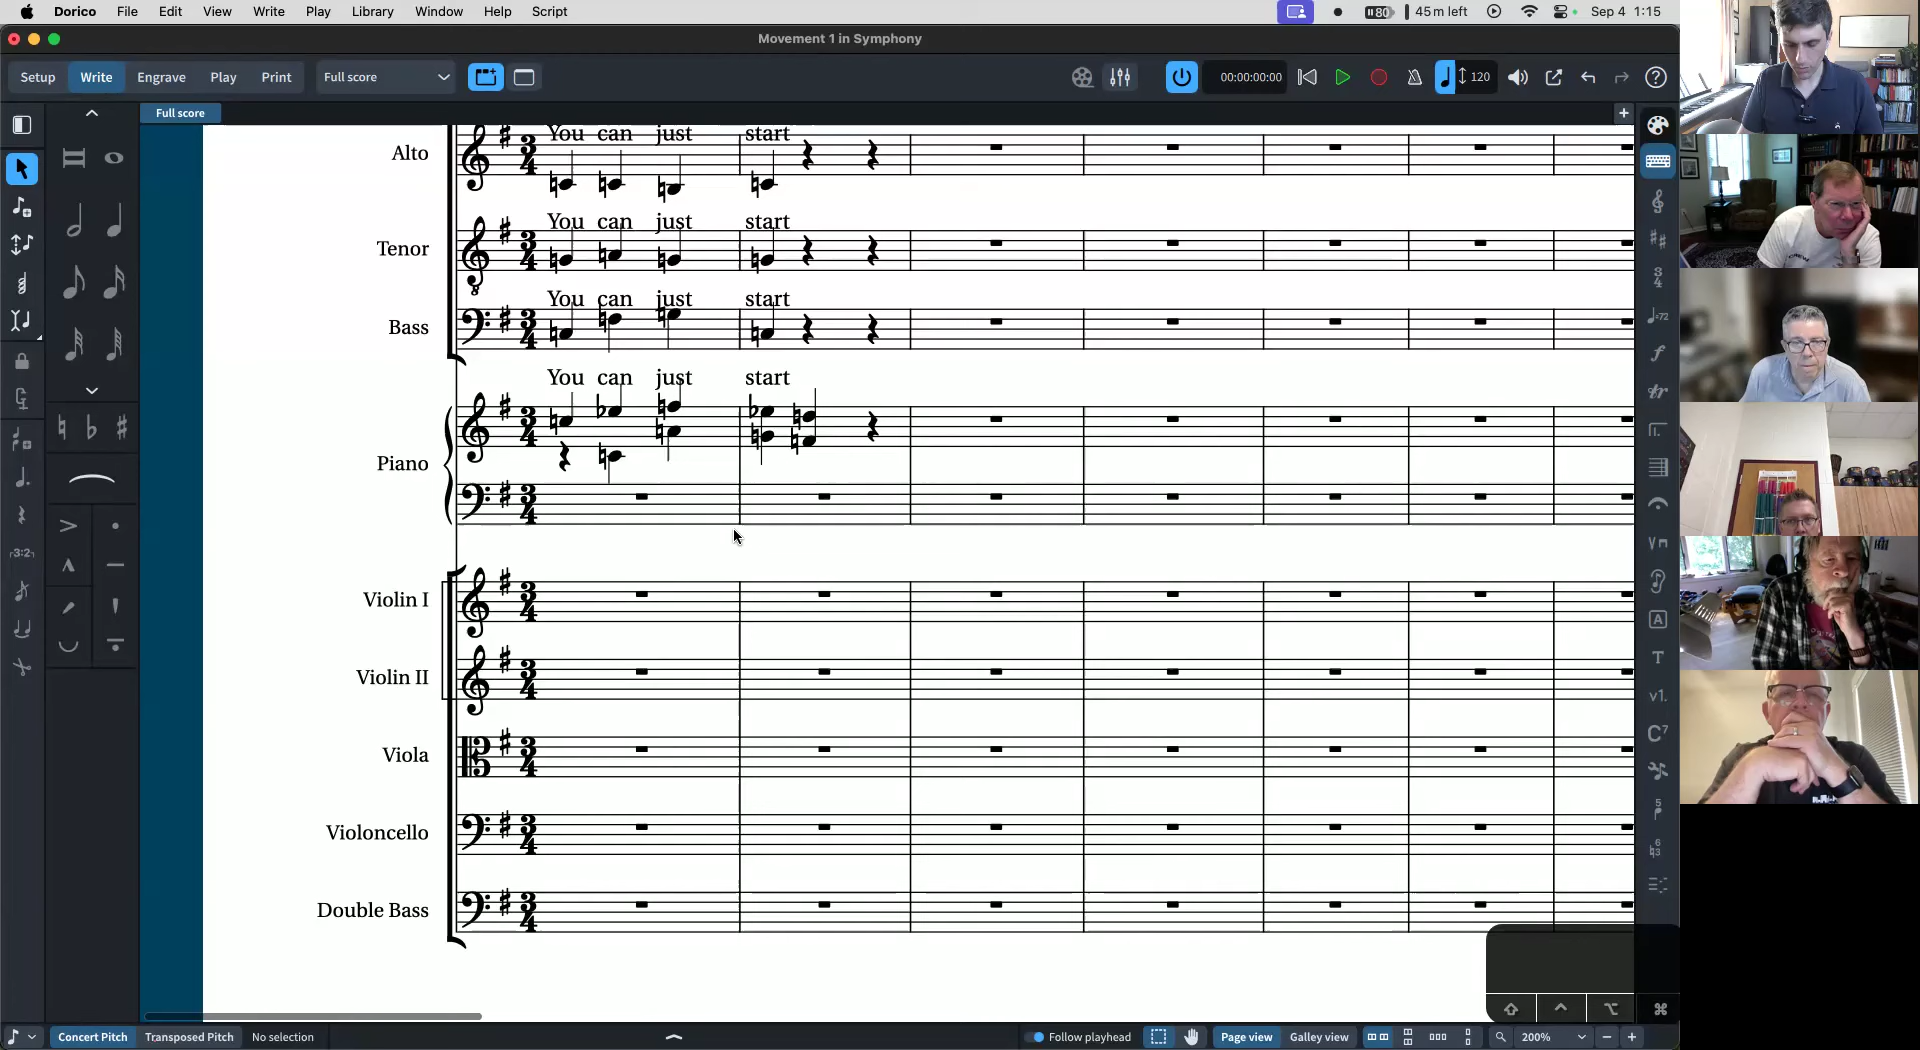 Dorico File Edit View Write Play Library Window Help Script 80 45 m left Sep 4 1:15
Movement 1 in Symphony
Setup Write Engrave Play Print Full score 00:00:00:00 120
Full score
You can just start
Alto
You can just start
Tenor
You can just start
Bass
You can just start
Piano
Violin I
Violin II
Viola
Violoncello
Double Bass
Concert Pitch Transposed Pitch No selection Follow playhead Page view Galley view 200%